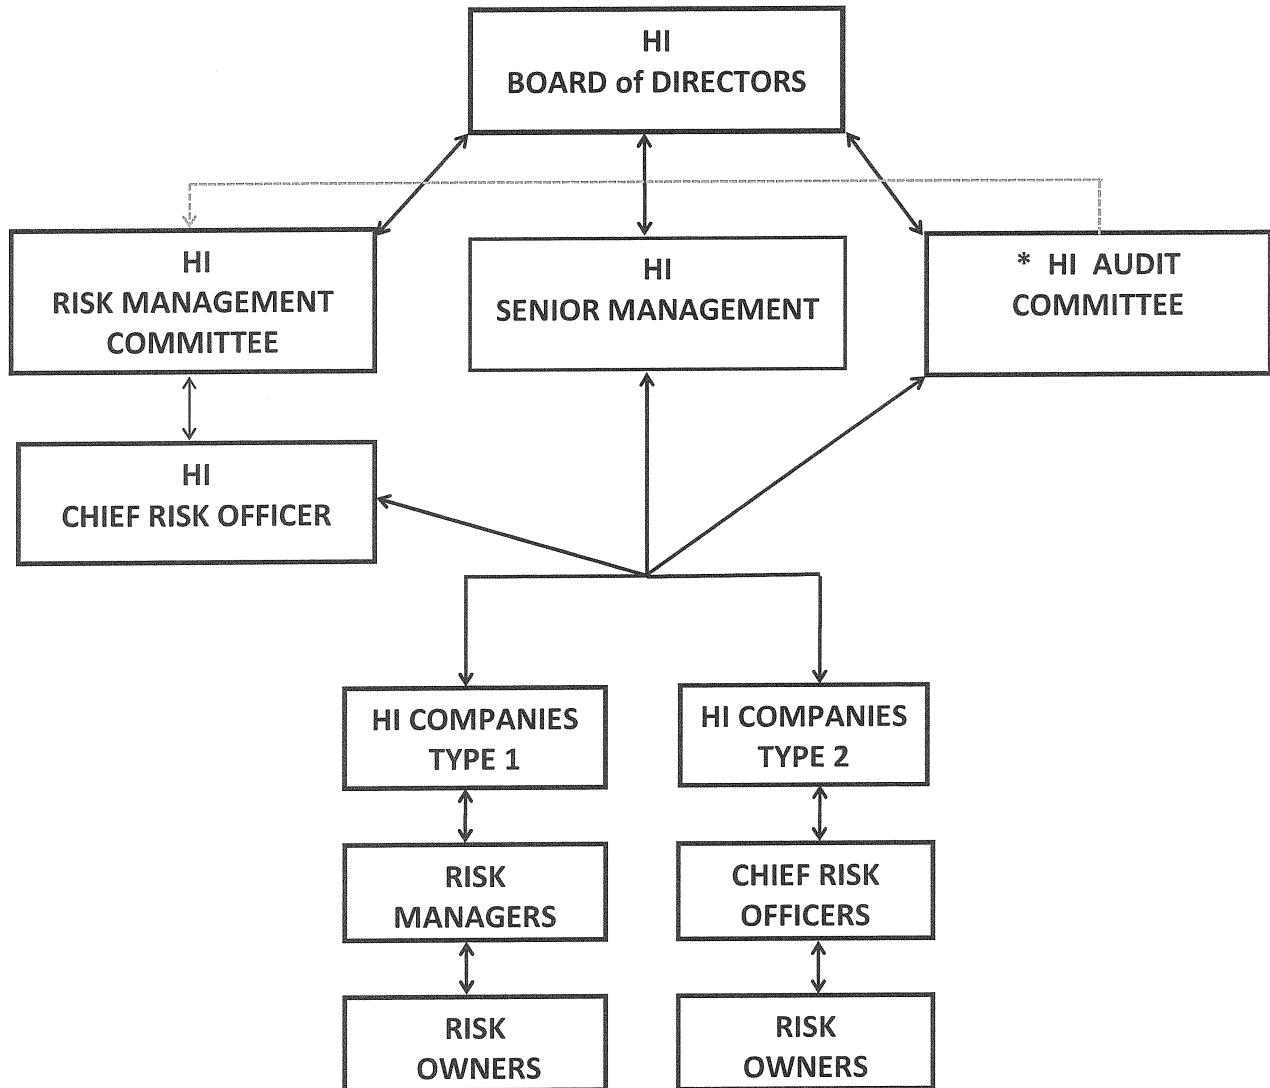 HI
BOARD of DIRECTORS
HI
RISK MANAGEMENT
COMMITTEE
HI
SENIOR MANAGEMENT
* HI AUDIT
COMMITTEE
HI
CHIEF RISK OFFICER
HI COMPANIES
TYPE 1
HI COMPANIES
TYPE 2
RISK
MANAGERS
CHIEF RISK
OFFICERS
RISK
OWNERS
RISK
OWNERS